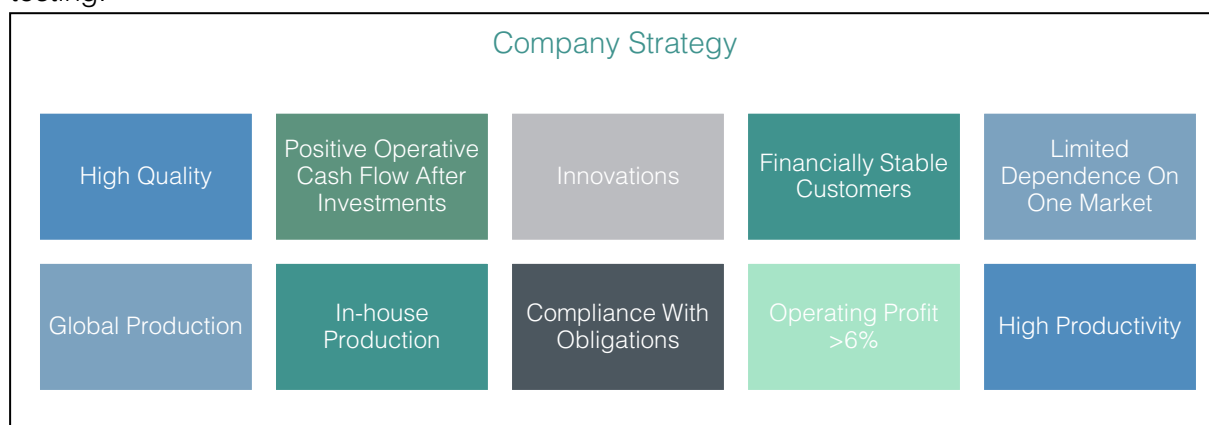 testing.
Company Strategy
High Quality
Positive Operative
Cash Flow After
Investments
Innovations
Financially Stable
Customers
Limited
Dependence On
One Market
Global Production
In-house
Production
Compliance With
Obligations
Operating Profit
>6%
High Productivity